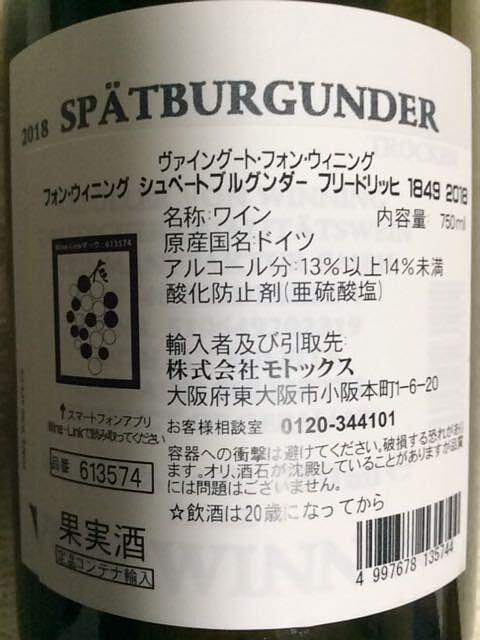 2018 SPÄTBURGUNDER
TROCKEN
ヴァイングート・フォン・ウィニング
フォン・ウィニング シュペートブルグンダー フリードリッヒ 1849 2018
名称:ワイン 内容量: 750ml
原産国名:ドイツ
アルコール分:13%以上14%未満
酸化防止剤(亜硫酸塩)
Wine-Linkマーク:613574
輸入者及び引取先:
株式会社モトックス
大阪府東大阪市小阪本町1-6-20
お客様相談室 0120-344101
↑スマートフォンアプリ
Wine-Linkで読み取ってください
容器への衝撃は避けてください。破損する恐れがあり
ます。オリ、酒石が沈殿していることがありますが品質
には問題はございません。
品番 613574
☆飲酒は20歳になってから
果実酒
定温コンテナ輸入
WINN
4 997678 135744